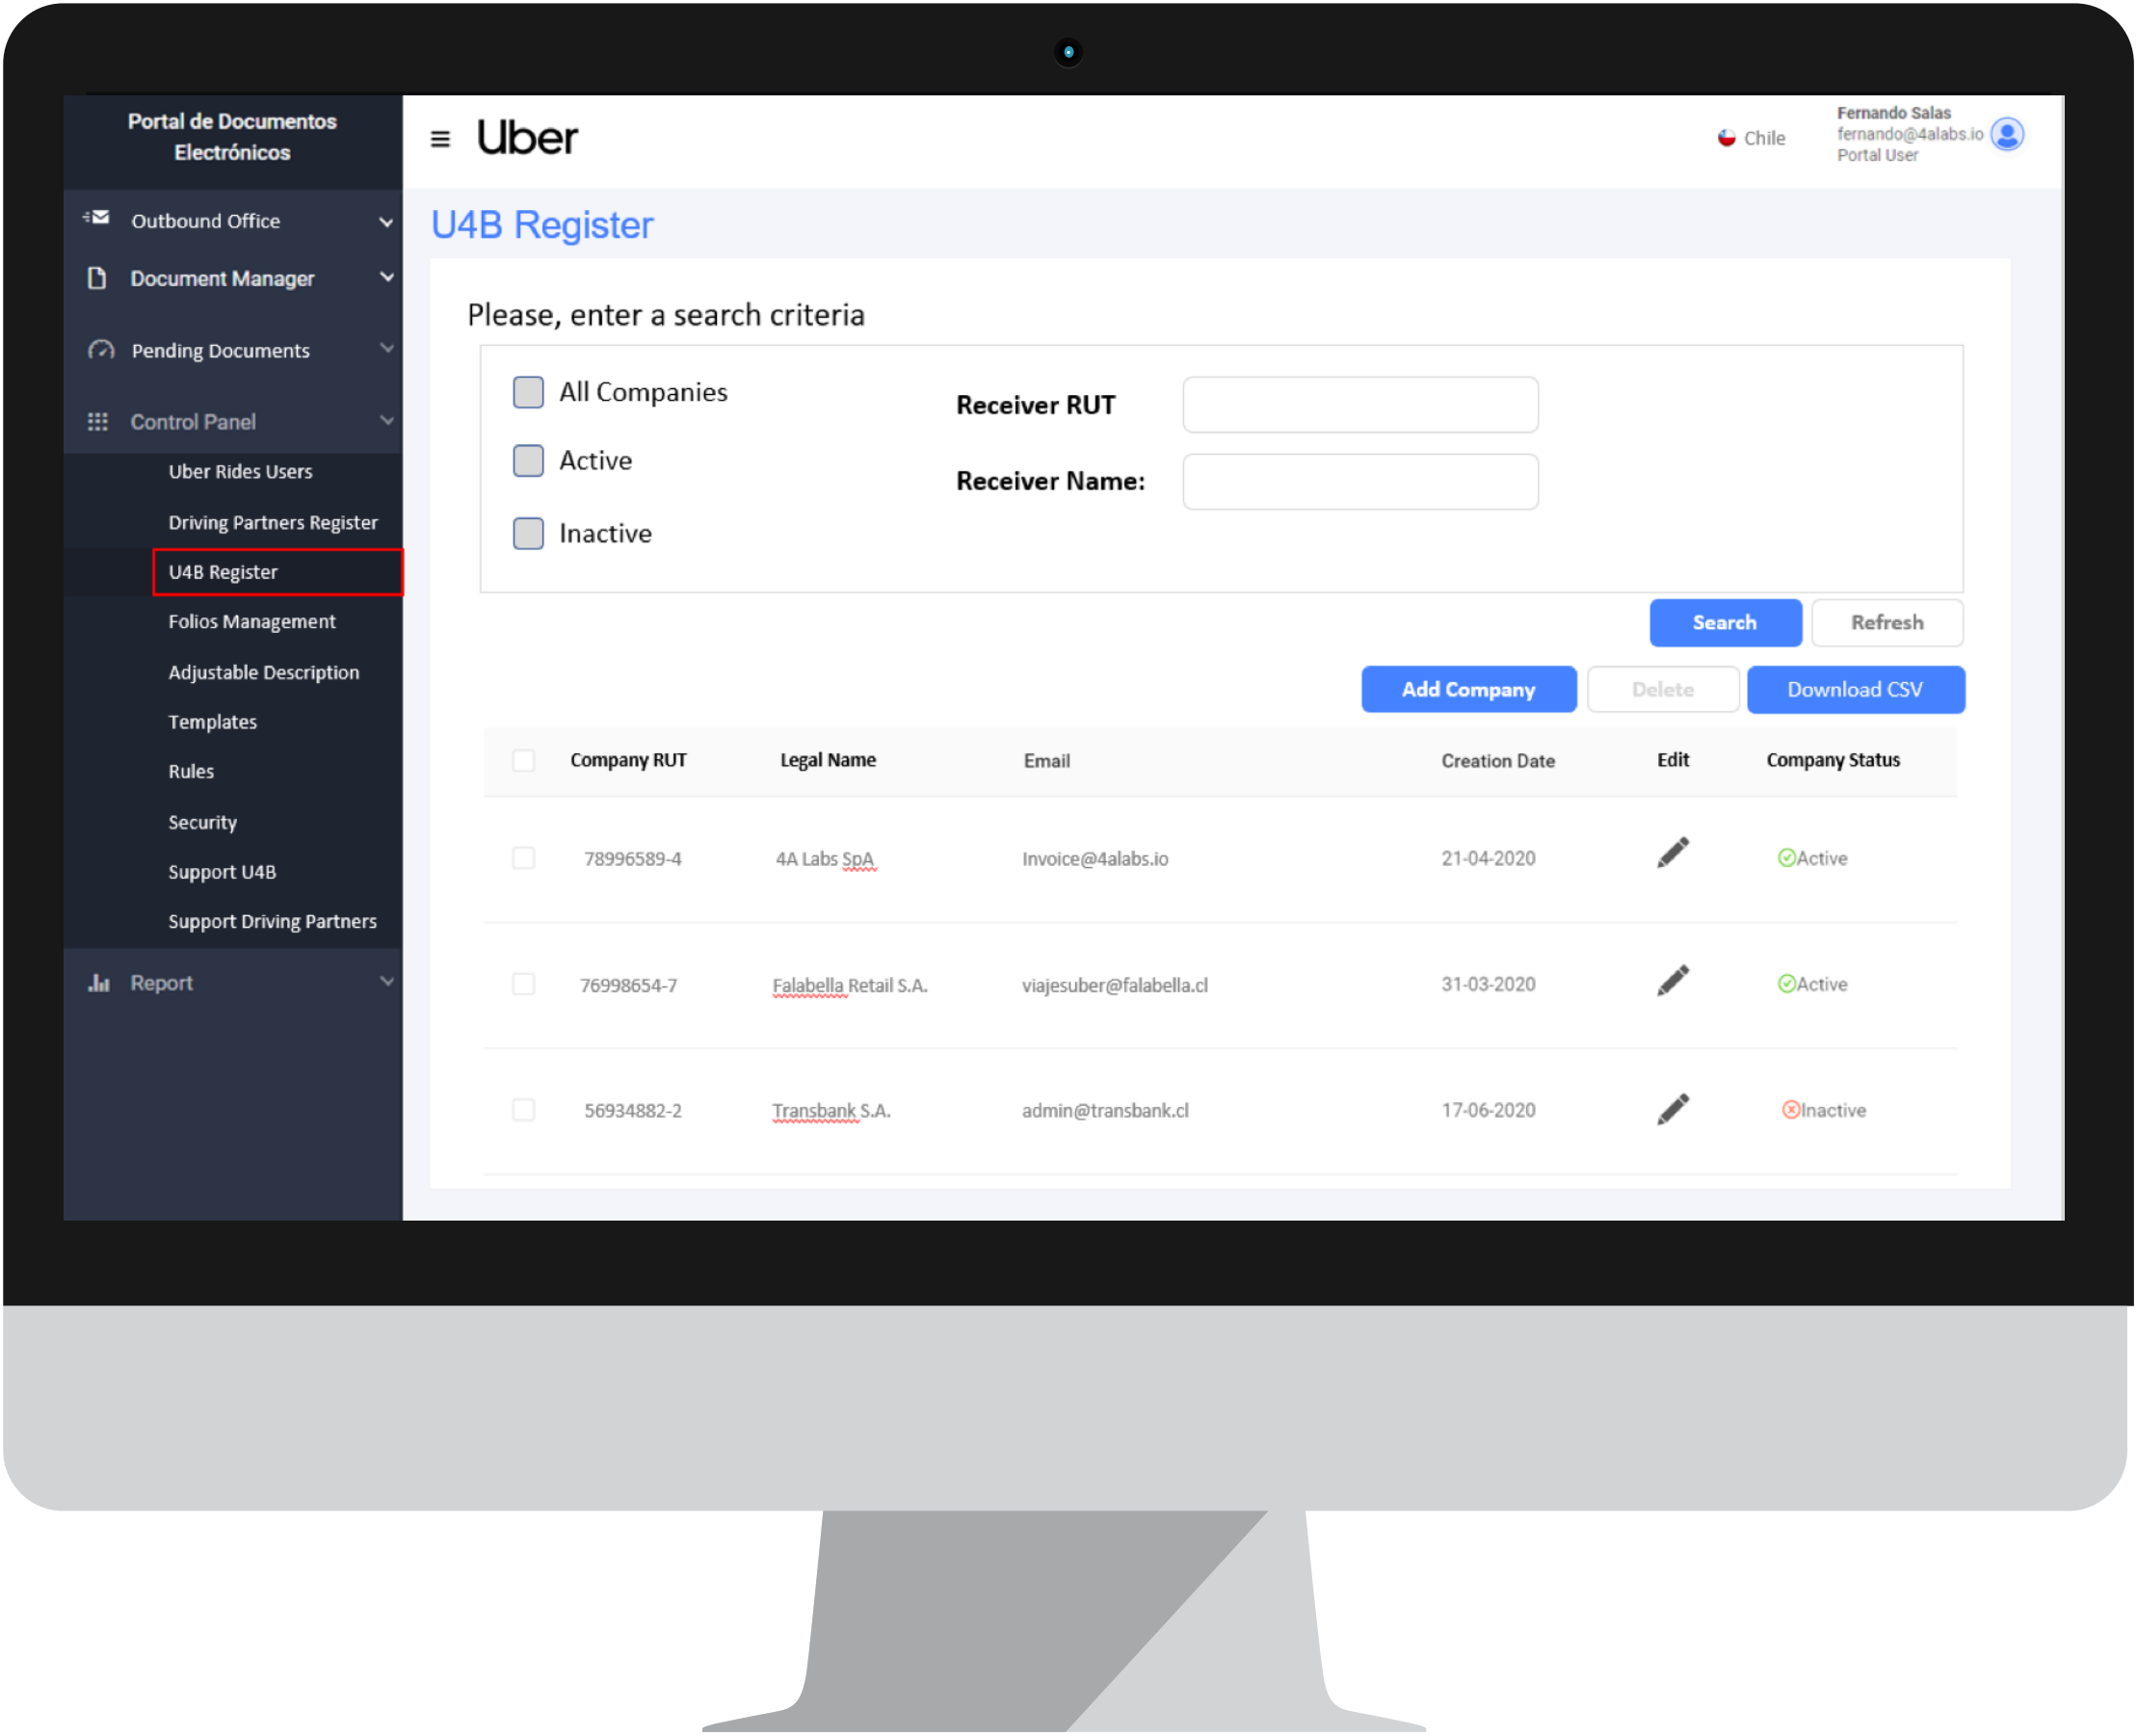 Portal de Documentos
Electrónicos
Outbound Office
Document Manager
Pending Documents
Control Panel
Uber Rides Users
Driving Partners Register
U4B Register
Folios Management
Adjustable Description
Templates
Rules
Security
Support U4B
Support Driving Partners
Report
Uber
Chile
Fernando Salas
fernando@4alabs.io
Portal User
U4B Register
Please, enter a search criteria
All Companies
Active
Inactive
Receiver RUT
Receiver Name:
Search Refresh
Add Company Delete Download CSV
Company RUT Legal Name Email Creation Date Edit Company Status
78996589-4 4A Labs SpA Invoice@4alabs.io 21-04-2020 Active
76998654-7 Falabella Retail S.A. viajesuber@falabella.cl 31-03-2020 Active
56934882-2 Transbank S.A. admin@transbank.cl 17-06-2020 Inactive